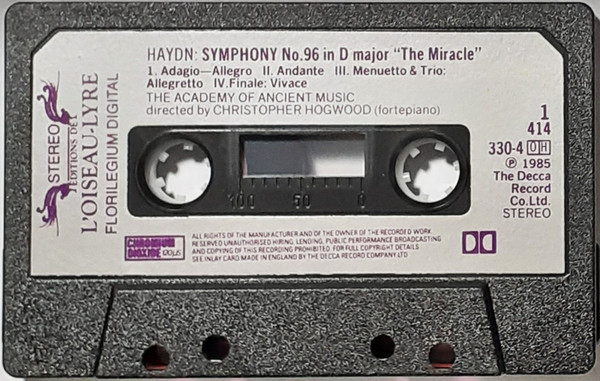 HAYDN: SYMPHONY No.96 in D major "The Miracle"
1. Adagio—Allegro II. Andante III. Menuetto & Trio:
Allegretto IV. Finale: Vivace
THE ACADEMY OF ANCIENT MUSIC
directed by CHRISTOPHER HOGWOOD (fortepiano)
STEREO
EDITIONS DE L'
OISEAU-LYRE
FLORILEGIUM DIGITAL
1
414
330-4 OH
℗ 1985
The Decca
Record
Co.Ltd.
STEREO
100 50 0
CHROMIUM
DIOXIDE 120µs
ALL RIGHTS OF THE MANUFACTURER AND OF THE OWNER OF THE RECORDED WORK
RESERVED UNAUTHORISED HIRING, LENDING, PUBLIC PERFORMANCE BROADCASTING
AND COPYING OF THIS RECORDING PROHIBITED. FOR FULL COPYRIGHT DETAILS
SEE INLAY CARD MADE IN ENGLAND BY THE DECCA RECORD COMPANY LTD